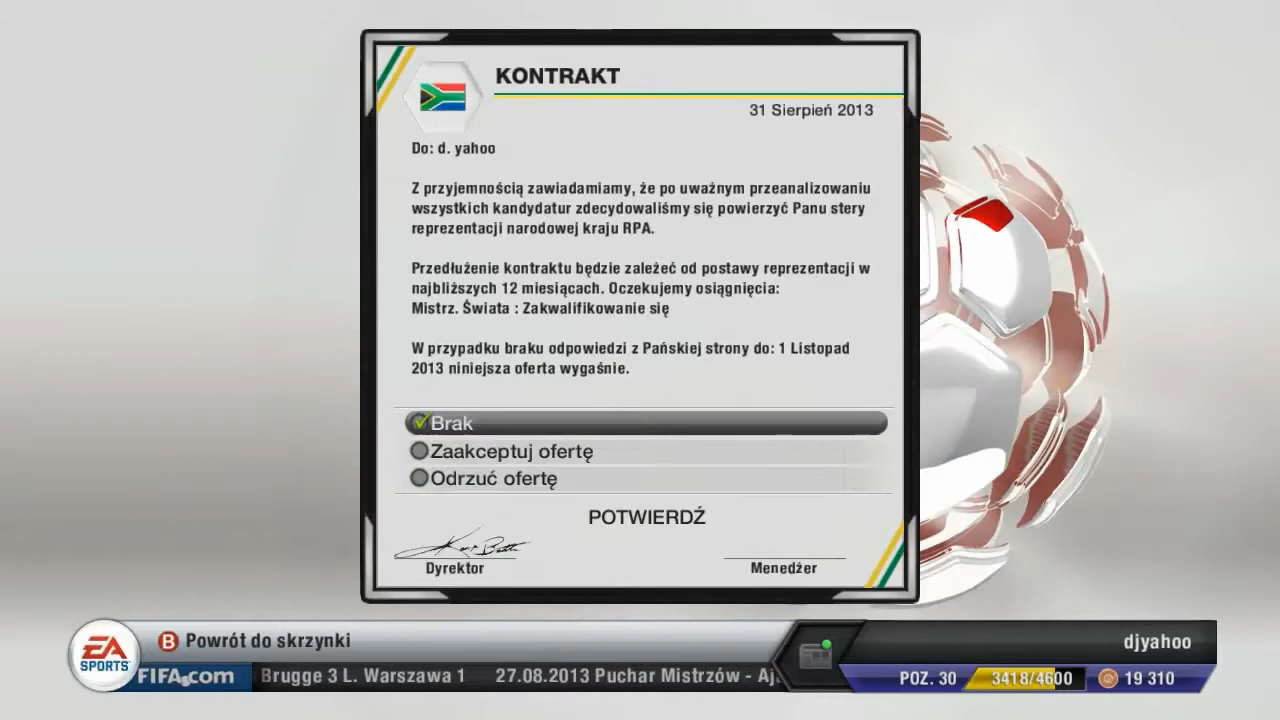 KONTRAKT
31 Sierpień 2013
Do: d. yahoo
Z przyjemnością zawiadamiamy, że po uważnym przeanalizowaniu
wszystkich kandydatur zdecydowaliśmy się powierzyć Panu stery
reprezentacji narodowej kraju RPA.
Przedłużenie kontraktu będzie zależeć od postawy reprezentacji w
najbliższych 12 miesiącach. Oczekujemy osiągnięcia:
Mistrz. Świata : Zakwalifikowanie się
W przypadku braku odpowiedzi z Pańskiej strony do: 1 Listopad
2013 niniejsza oferta wygaśnie.
Brak
Zaakceptuj ofertę
Odrzuć ofertę
POTWIERDŹ
Dyrektor
Menedżer
EA
SPORTS
B Powrót do skrzynki
djyahoo
FIFA.com
Brugge 3 L. Warszawa 1 27.08.2013 Puchar Mistrzów - Aj
POZ. 30 3418/4600 19 310